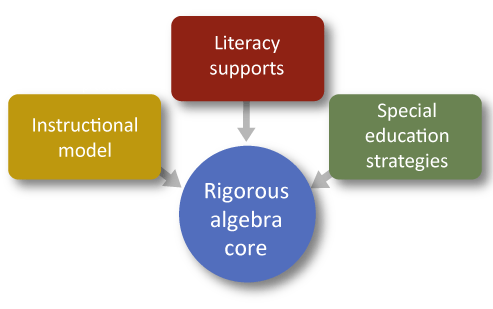 Literacy
supports
Instructional
model
Special
education
strategies
Rigorous
algebra
core